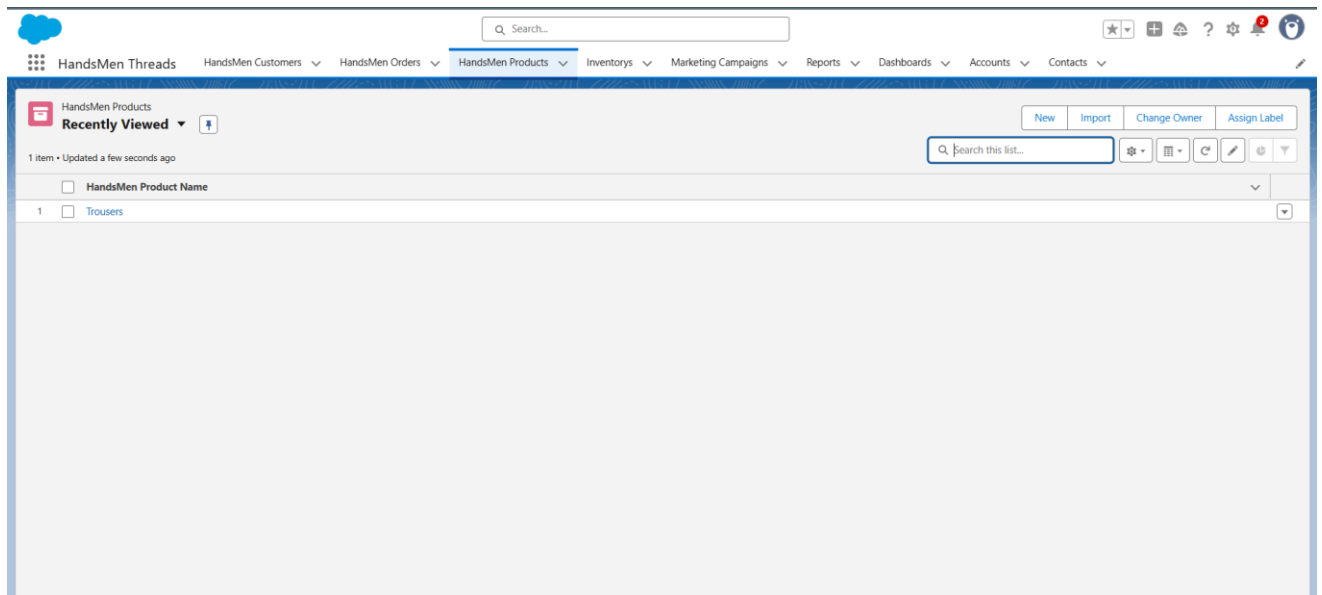 Search...
2
HandsMen Threads HandsMen Customers HandsMen Orders HandsMen Products Inventorys Marketing Campaigns Reports Dashboards Accounts Contacts
HandsMen Products
Recently Viewed
New Import Change Owner Assign Label
1 item • Updated a few seconds ago
Search this list...
HandsMen Product Name
1 Trousers